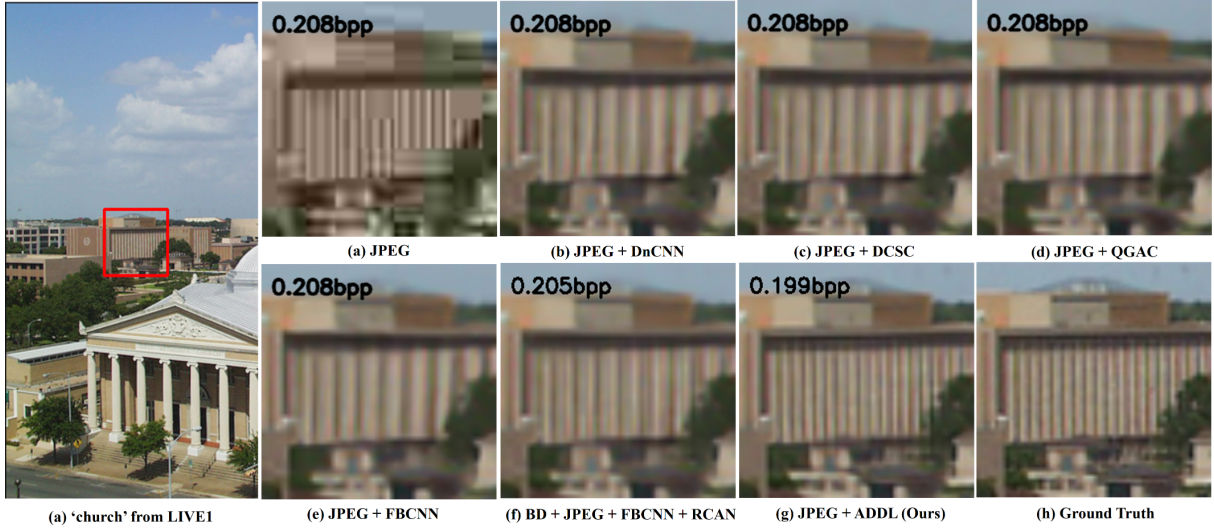 0.208bpp
0.208bpp
0.208bpp
0.208bpp
(a) JPEG
(b) JPEG + DnCNN
(c) JPEG + DCSC
(d) JPEG + QGAC
0.208bpp
0.205bpp
0.199bpp
(a) ‘church’ from LIVE1
(e) JPEG + FBCNN
(f) BD + JPEG + FBCNN + RCAN
(g) JPEG + ADDL (Ours)
(h) Ground Truth